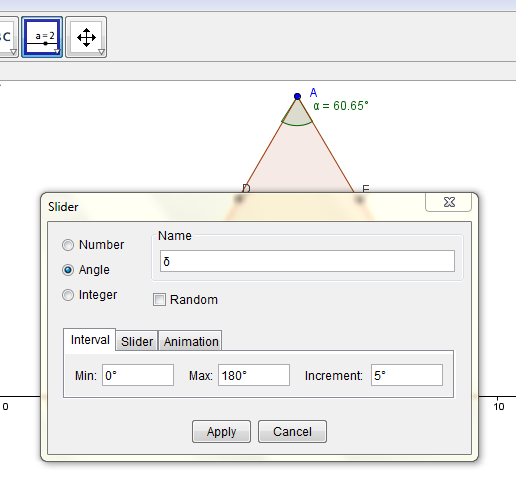 BC
a=2
A
α = 60.65°
D
E
Slider
Number
Name
Angle
δ
Integer
Random
Interval
Slider
Animation
Min: 0°
Max: 180°
Increment: 5°
Apply
Cancel
0
10